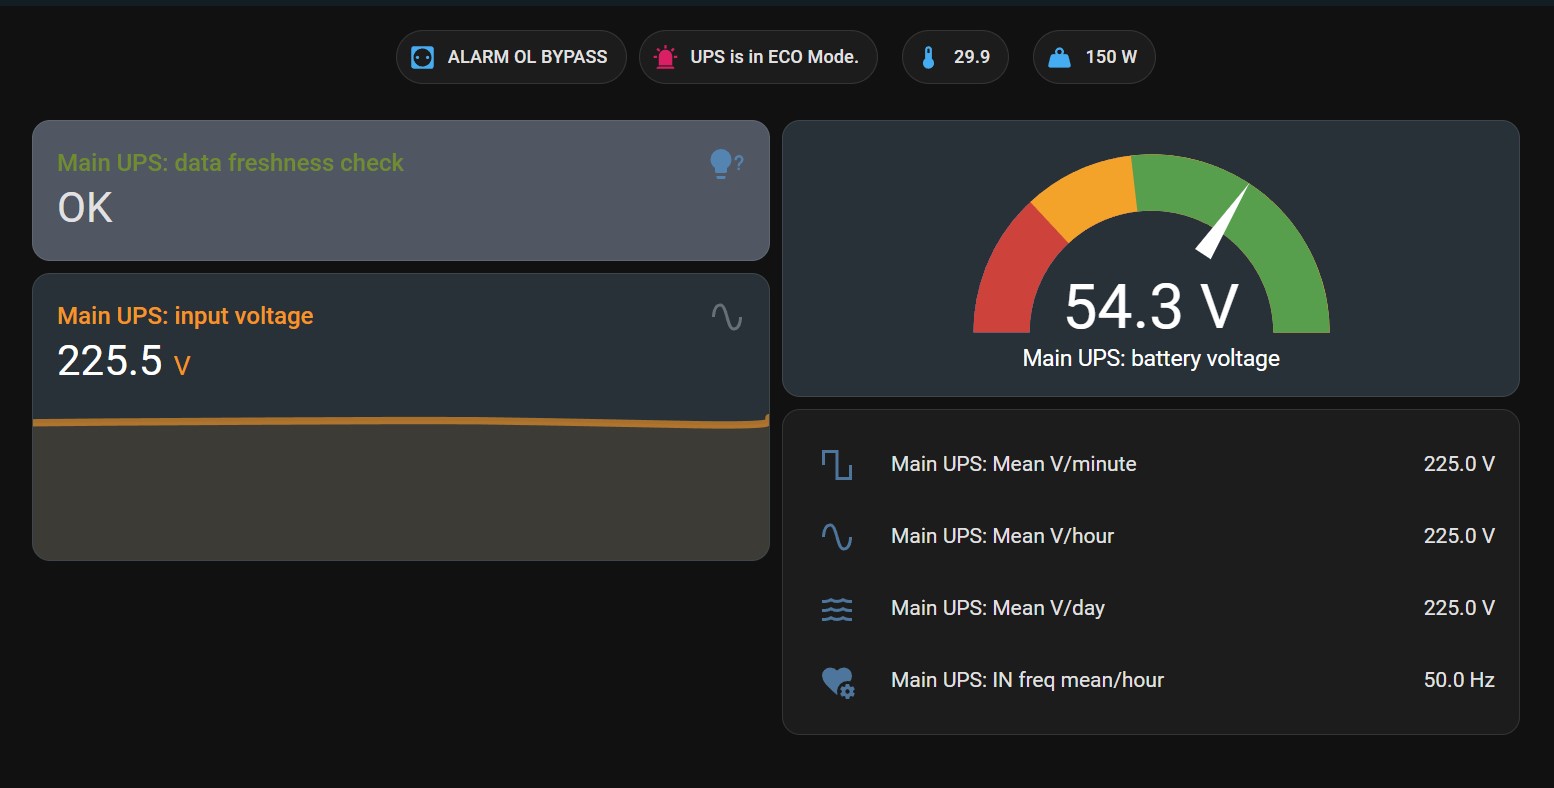 ALARM OL BYPASS
UPS is in ECO Mode.
29.9
150 W
Main UPS: data freshness check
?
OK
Main UPS: input voltage
225.5 V
54.3 V
Main UPS: battery voltage
Main UPS: Mean V/minute 225.0 V
Main UPS: Mean V/hour 225.0 V
Main UPS: Mean V/day 225.0 V
Main UPS: IN freq mean/hour 50.0 Hz